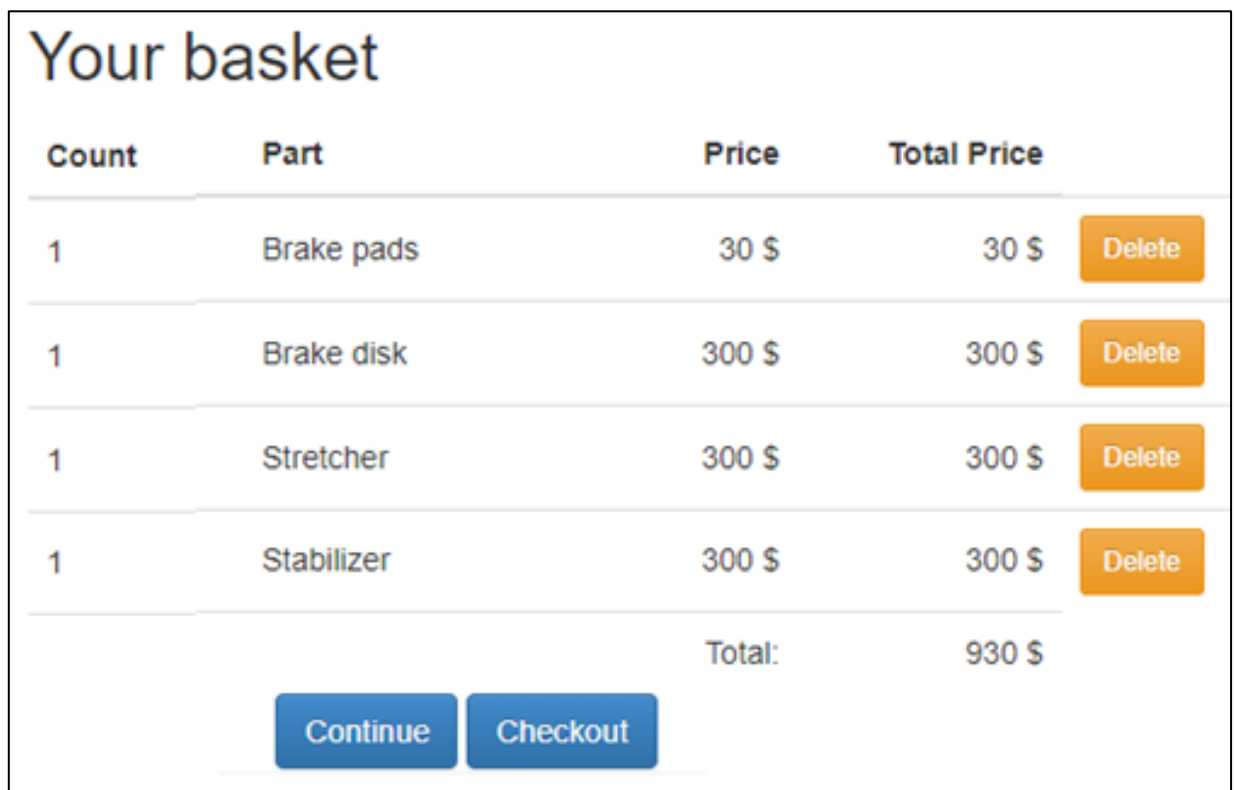 Your basket
Count Part Price Total Price
1 Brake pads 30 $ 30 $ Delete
1 Brake disk 300 $ 300 $ Delete
1 Stretcher 300 $ 300 $ Delete
1 Stabilizer 300 $ 300 $ Delete
Total: 930 $
Continue Checkout